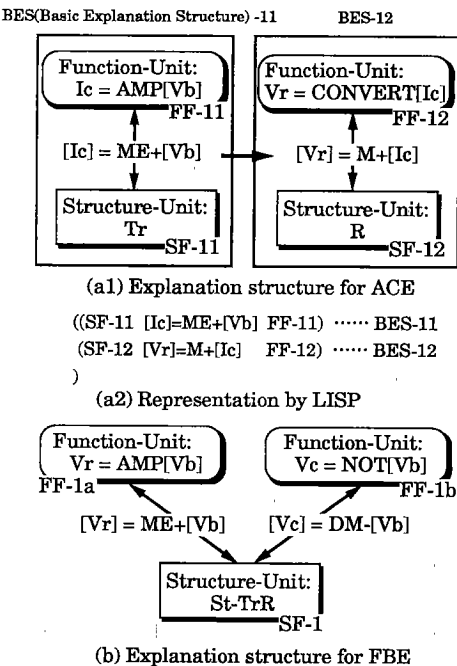 BES(Basic Explanation Structure) -11 BES-12
Function-Unit:
Ic = AMP[Vb]
FF-11
Function-Unit:
Vr = CONVERT[Ic]
FF-12
[Ic] = ME+[Vb]
[Vr] = M+[Ic]
Structure-Unit:
Tr
SF-11
Structure-Unit:
R
SF-12
(a1) Explanation structure for ACE
((SF-11 [Ic]=ME+[Vb] FF-11) ...... BES-11
(SF-12 [Vr]=M+[Ic] FF-12) ...... BES-12
)
(a2) Representation by LISP
Function-Unit:
Vr = AMP[Vb]
FF-1a
Function-Unit:
Vc = NOT[Vb]
FF-1b
[Vr] = ME+[Vb]
[Vc] = DM-[Vb]
Structure-Unit:
St-TrR
SF-1
(b) Explanation structure for FBE